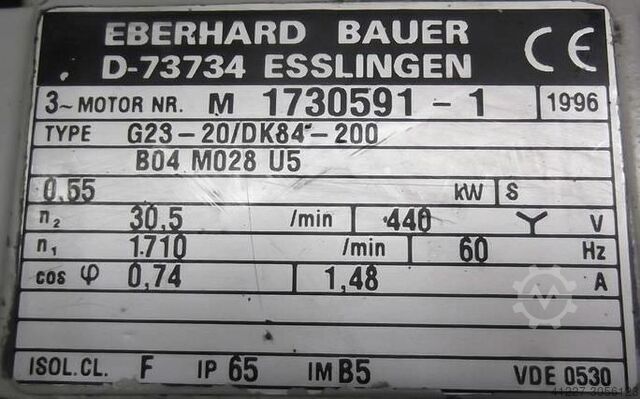 EBERHARD BAUER
D-73734 ESSLINGEN CE
3~ MOTOR NR. M 1730591 - 1 1996
TYPE G23-20/DK84-200
B04 M028 U5
0,55 kW S
n2 30,5 /min 440 Y V
n1 1710 /min 60 Hz
cos φ 0,74 1,48 A
ISOL.CL. F IP 65 IM B5 VDE 0530